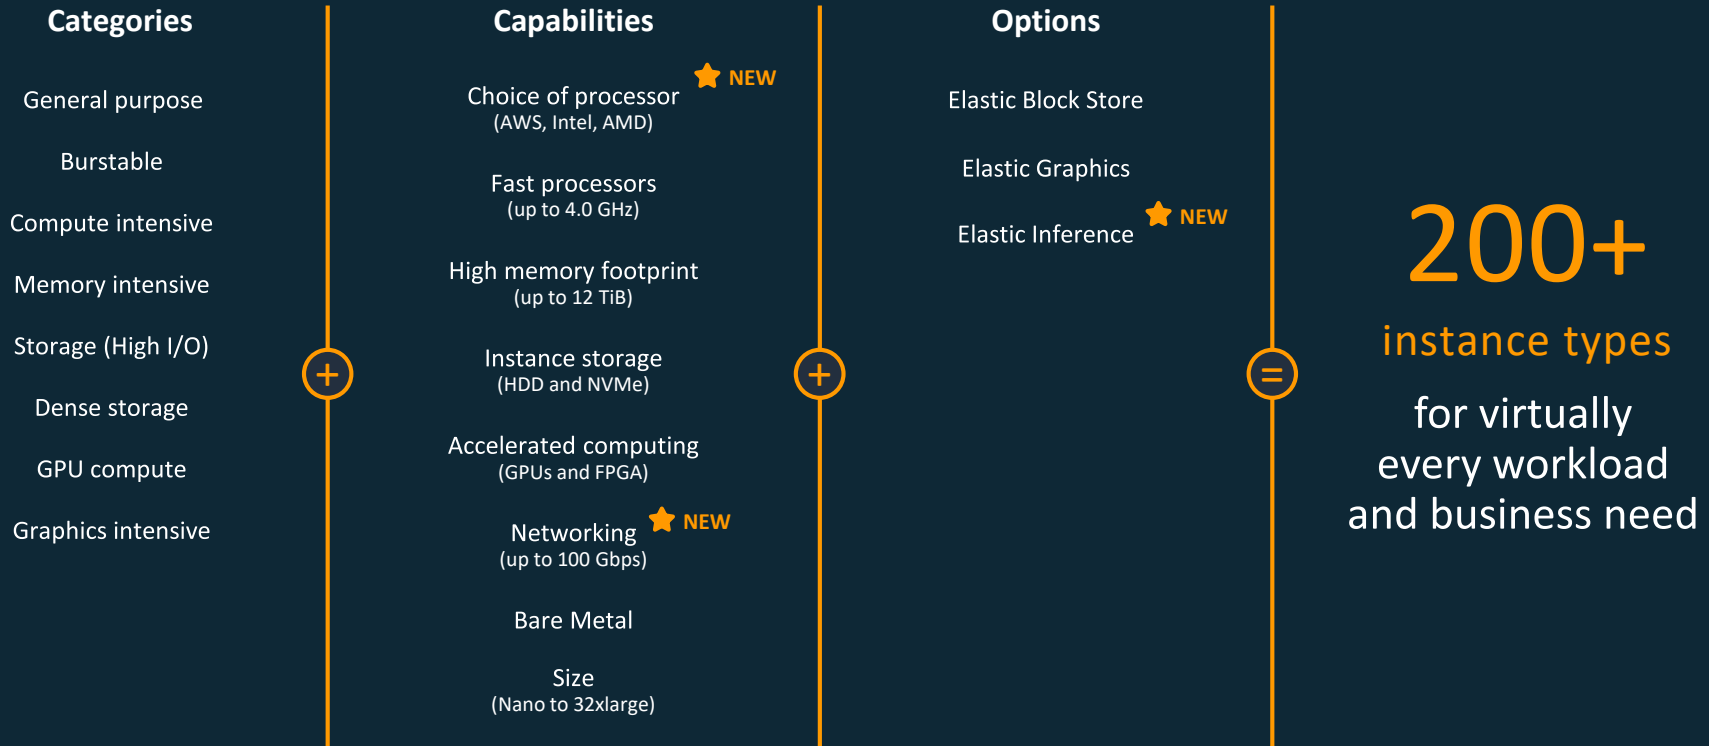 Categories
General purpose
Burstable
Compute intensive
Memory intensive
Storage (High I/O)
Dense storage
GPU compute
Graphics intensive
+
Capabilities
NEW
Choice of processor
(AWS, Intel, AMD)
Fast processors
(up to 4.0 GHz)
High memory footprint
(up to 12 TiB)
Instance storage
(HDD and NVMe)
Accelerated computing
(GPUs and FPGA)
NEW
Networking
(up to 100 Gbps)
Bare Metal
Size
(Nano to 32xlarge)
+
Options
Elastic Block Store
Elastic Graphics
NEW
Elastic Inference
=
200+
instance types
for virtually
every workload
and business need